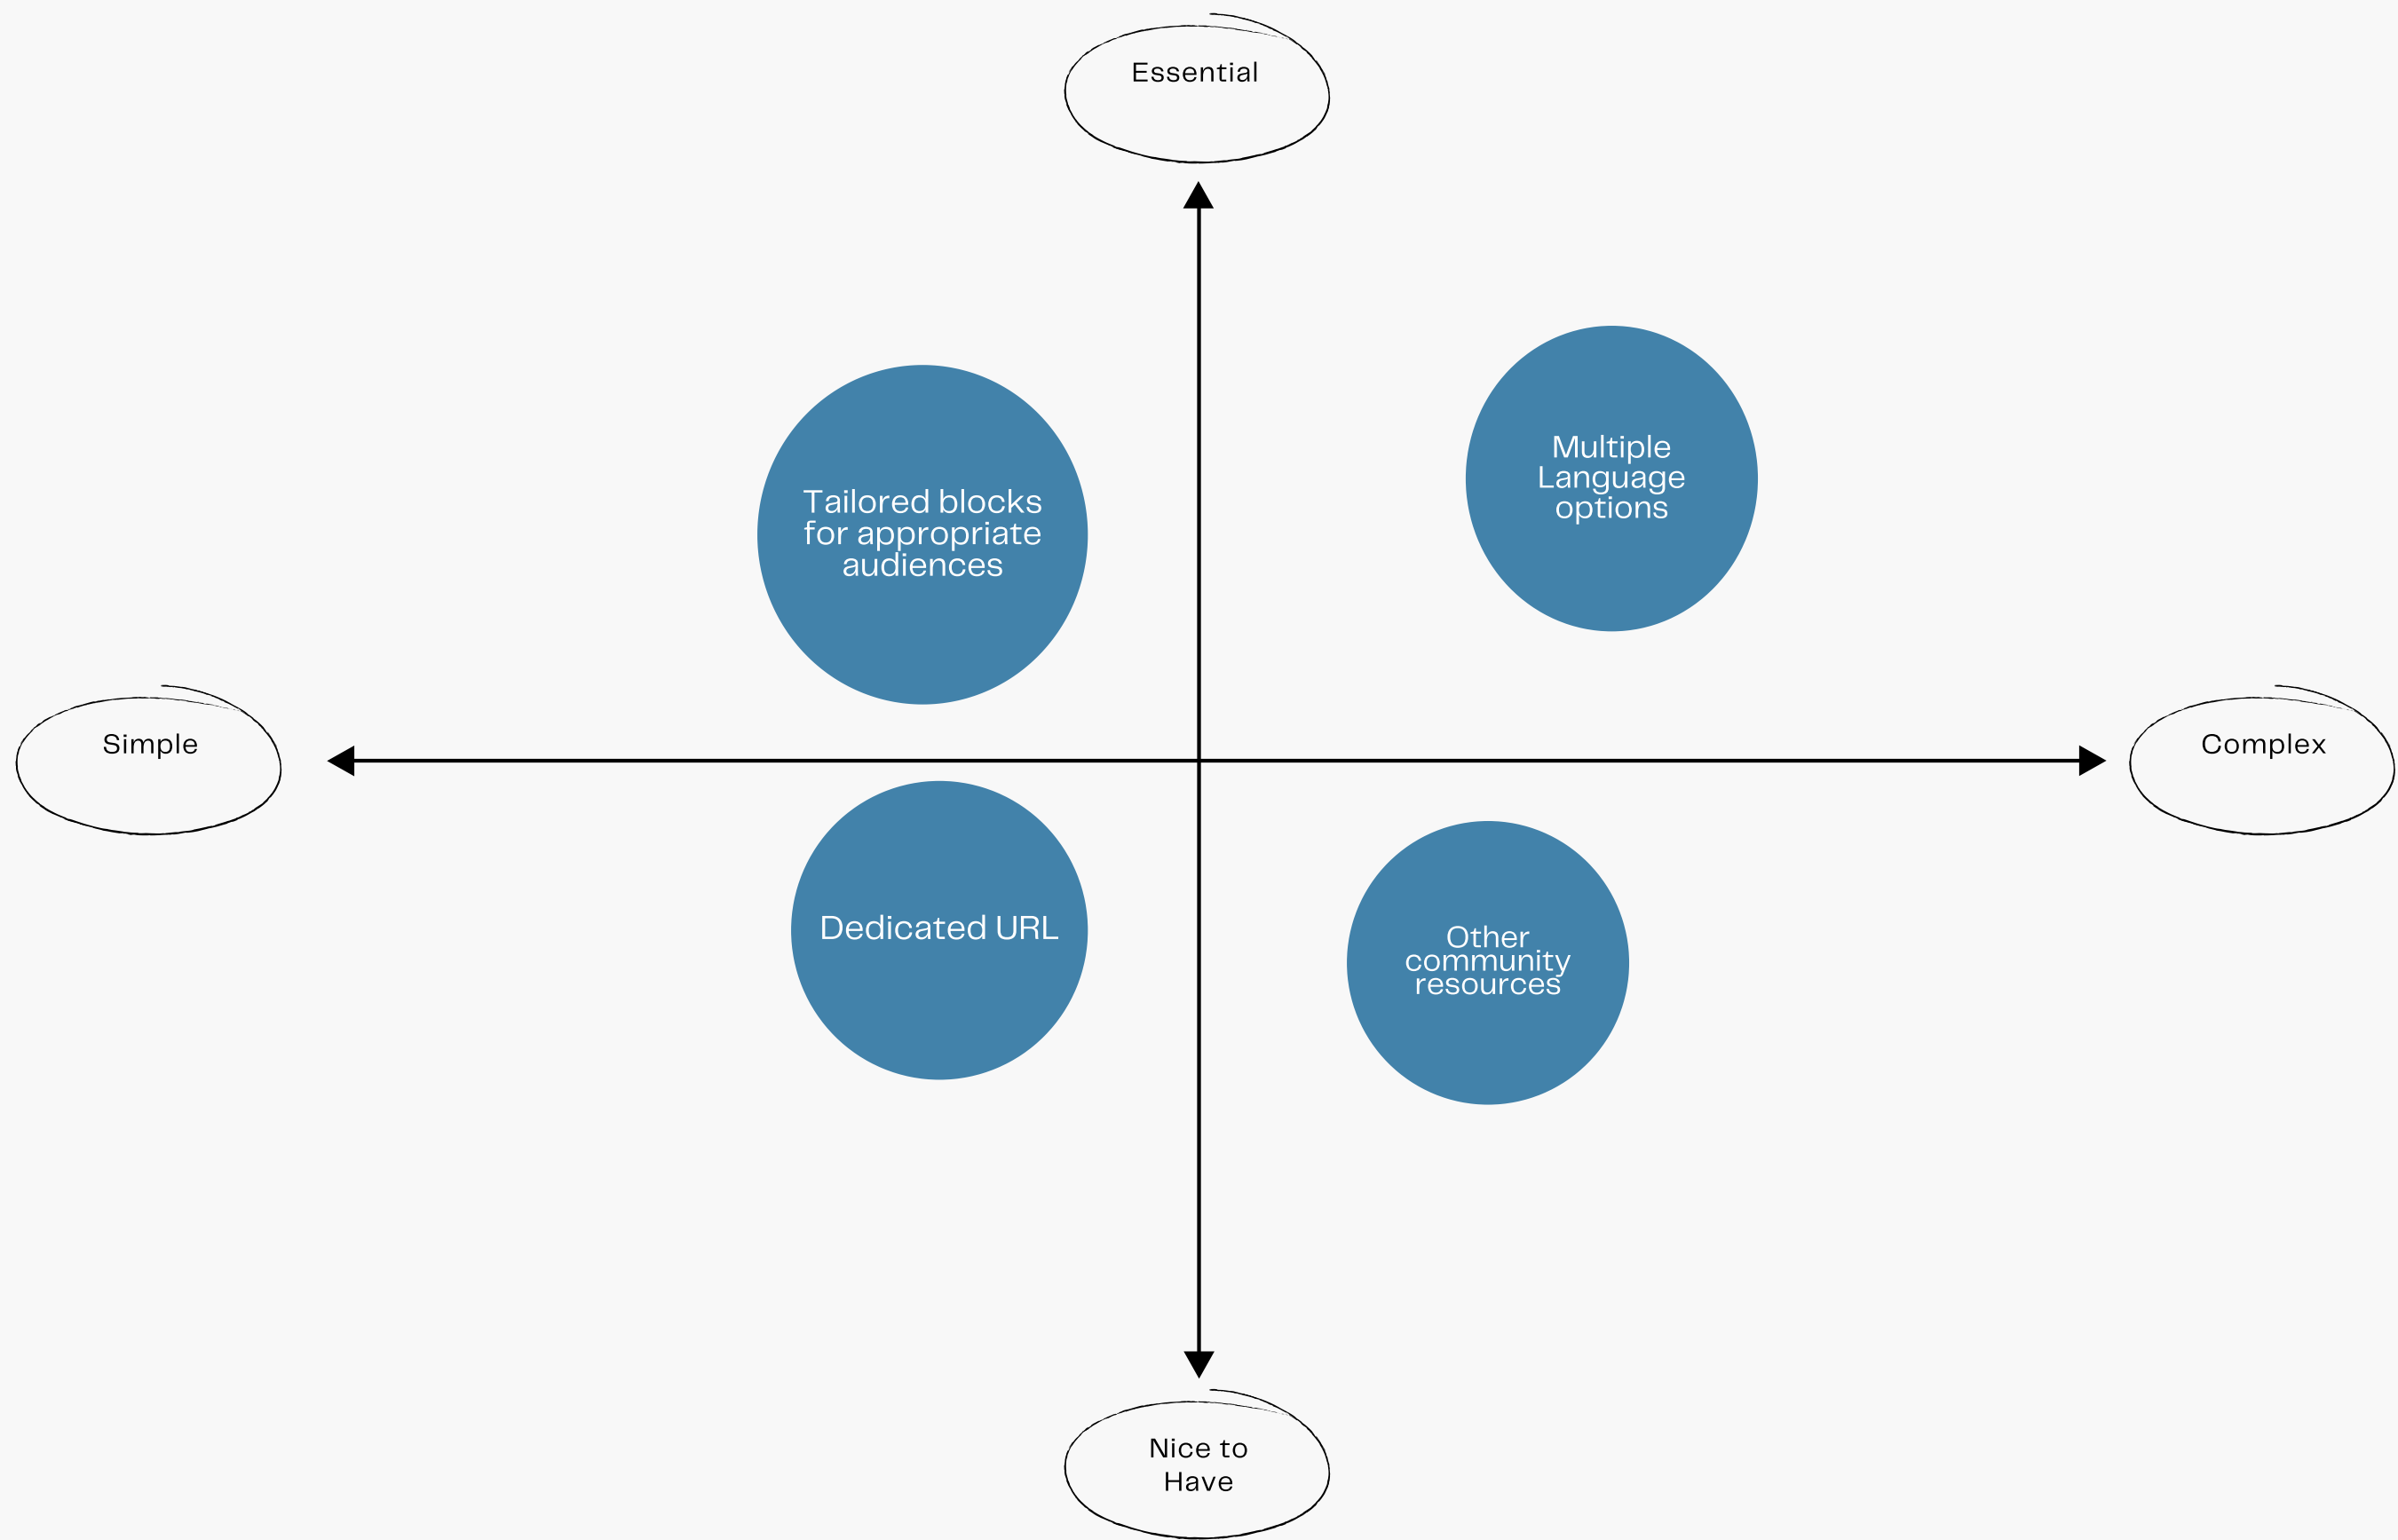 Essential
Multiple
Language
options
Tailored blocks
for appropriate
audiences
Simple
Complex
Dedicated URL
Other
community
resources
Nice to
Have